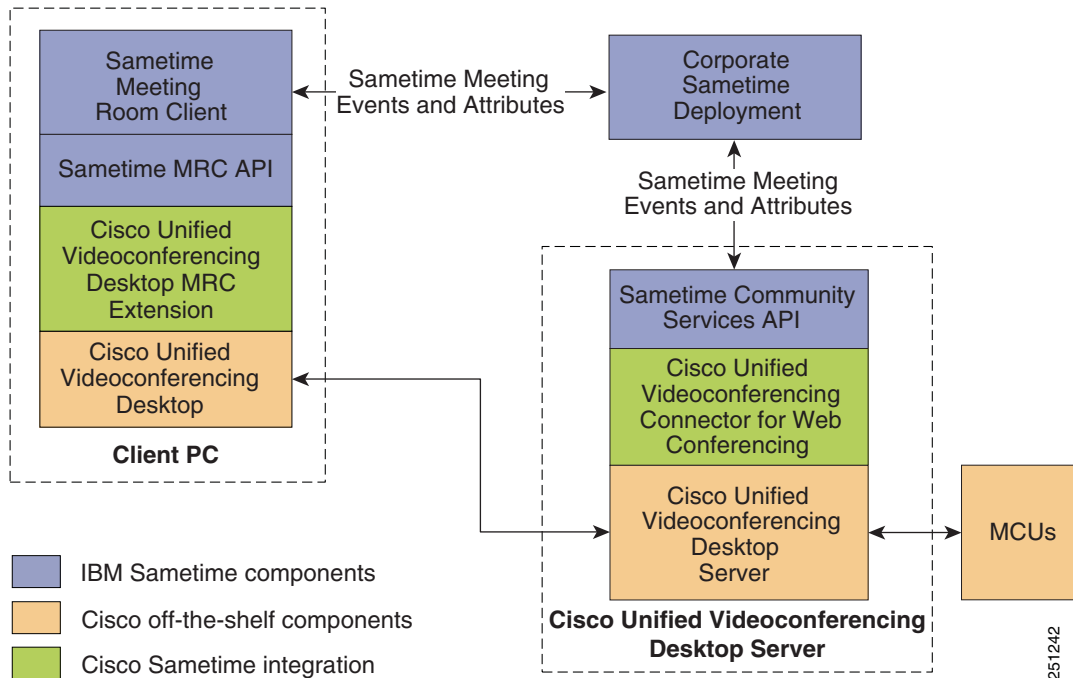 Sametime
Meeting
Room Client
Sametime MRC API
Cisco Unified
Videoconferencing
Desktop MRC
Extension
Cisco Unified
Videoconferencing
Desktop
Client PC
Sametime Meeting
Events and Attributes
Corporate
Sametime
Deployment
Sametime Meeting
Events and Attributes
Sametime Community
Services API
Cisco Unified
Videoconferencing
Connector for Web
Conferencing
Cisco Unified
Videoconferencing
Desktop
Server
Cisco Unified Videoconferencing
Desktop Server
MCUs
IBM Sametime components
Cisco off-the-shelf components
Cisco Sametime integration
251242